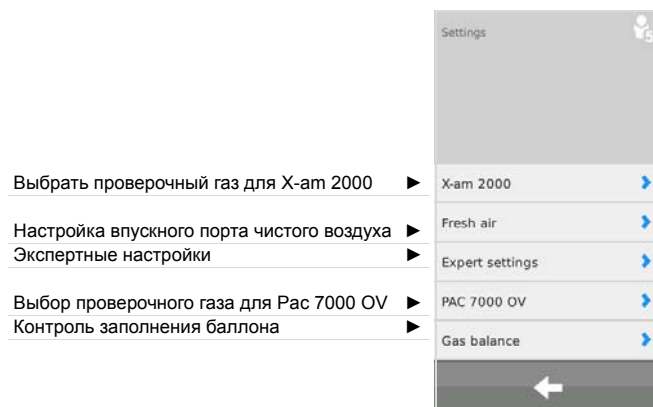 Settings
5
Выбрать проверочный газ для X-am 2000 ►
X-am 2000
Настройка впускного порта чистого воздуха ►
Fresh air
Экспертные настройки ►
Expert settings
Выбор проверочного газа для Pac 7000 OV ►
PAC 7000 OV
Контроль заполнения баллона ►
Gas balance